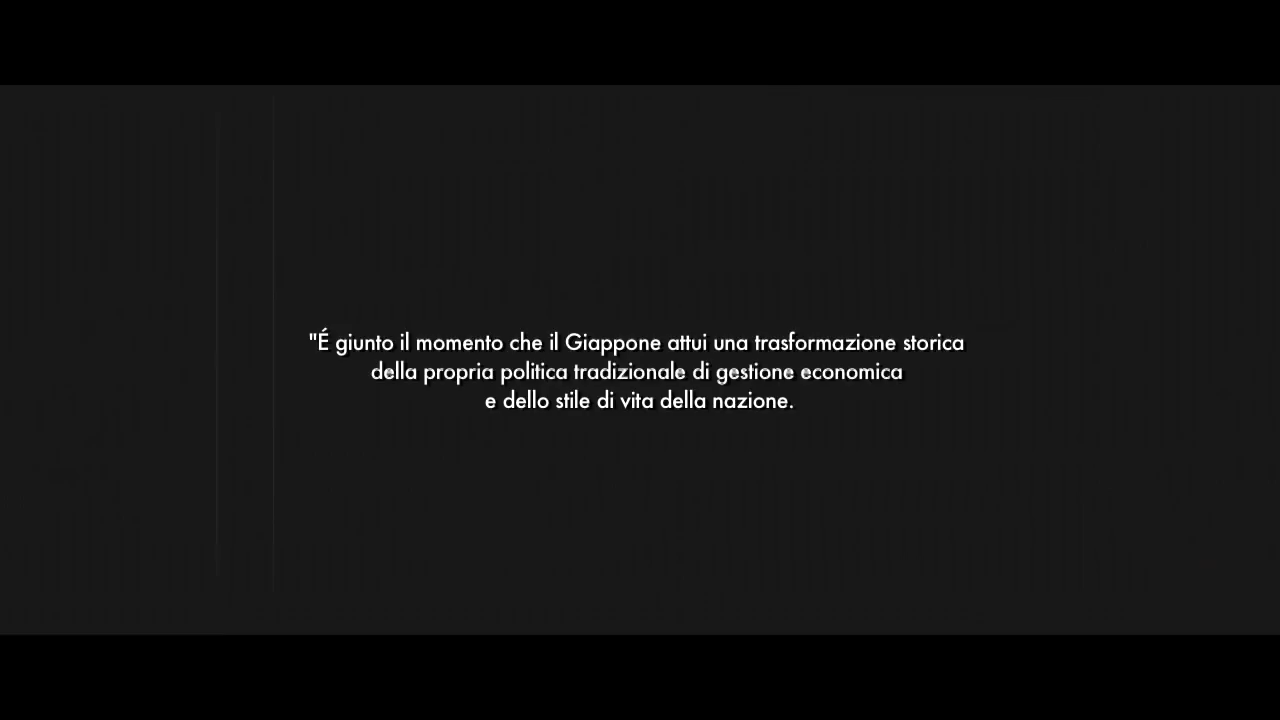 "É giunto il momento che il Giappone attui una trasformazione storica
della propria politica tradizionale di gestione economica
e dello stile di vita della nazione.